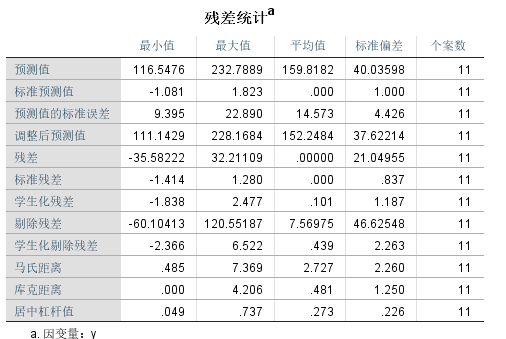 残差统计a
最小值 最大值 平均值 标准偏差 个案数
预测值 116.5476 232.7889 159.8182 40.03598 11
标准预测值 -1.081 1.823 .000 1.000 11
预测值的标准误差 9.395 22.890 14.573 4.426 11
调整后预测值 111.1429 228.1684 152.2484 37.62214 11
残差 -35.58222 32.21109 .00000 21.04955 11
标准残差 -1.414 1.280 .000 .837 11
学生化残差 -1.838 2.477 .101 1.187 11
剔除残差 -60.10413 120.55187 7.56975 46.62548 11
学生化剔除残差 -2.366 6.522 .439 2.263 11
马氏距离 .485 7.369 2.727 2.260 11
库克距离 .000 4.206 .481 1.250 11
居中杠杆值 .049 .737 .273 .226 11
a. 因变量：y